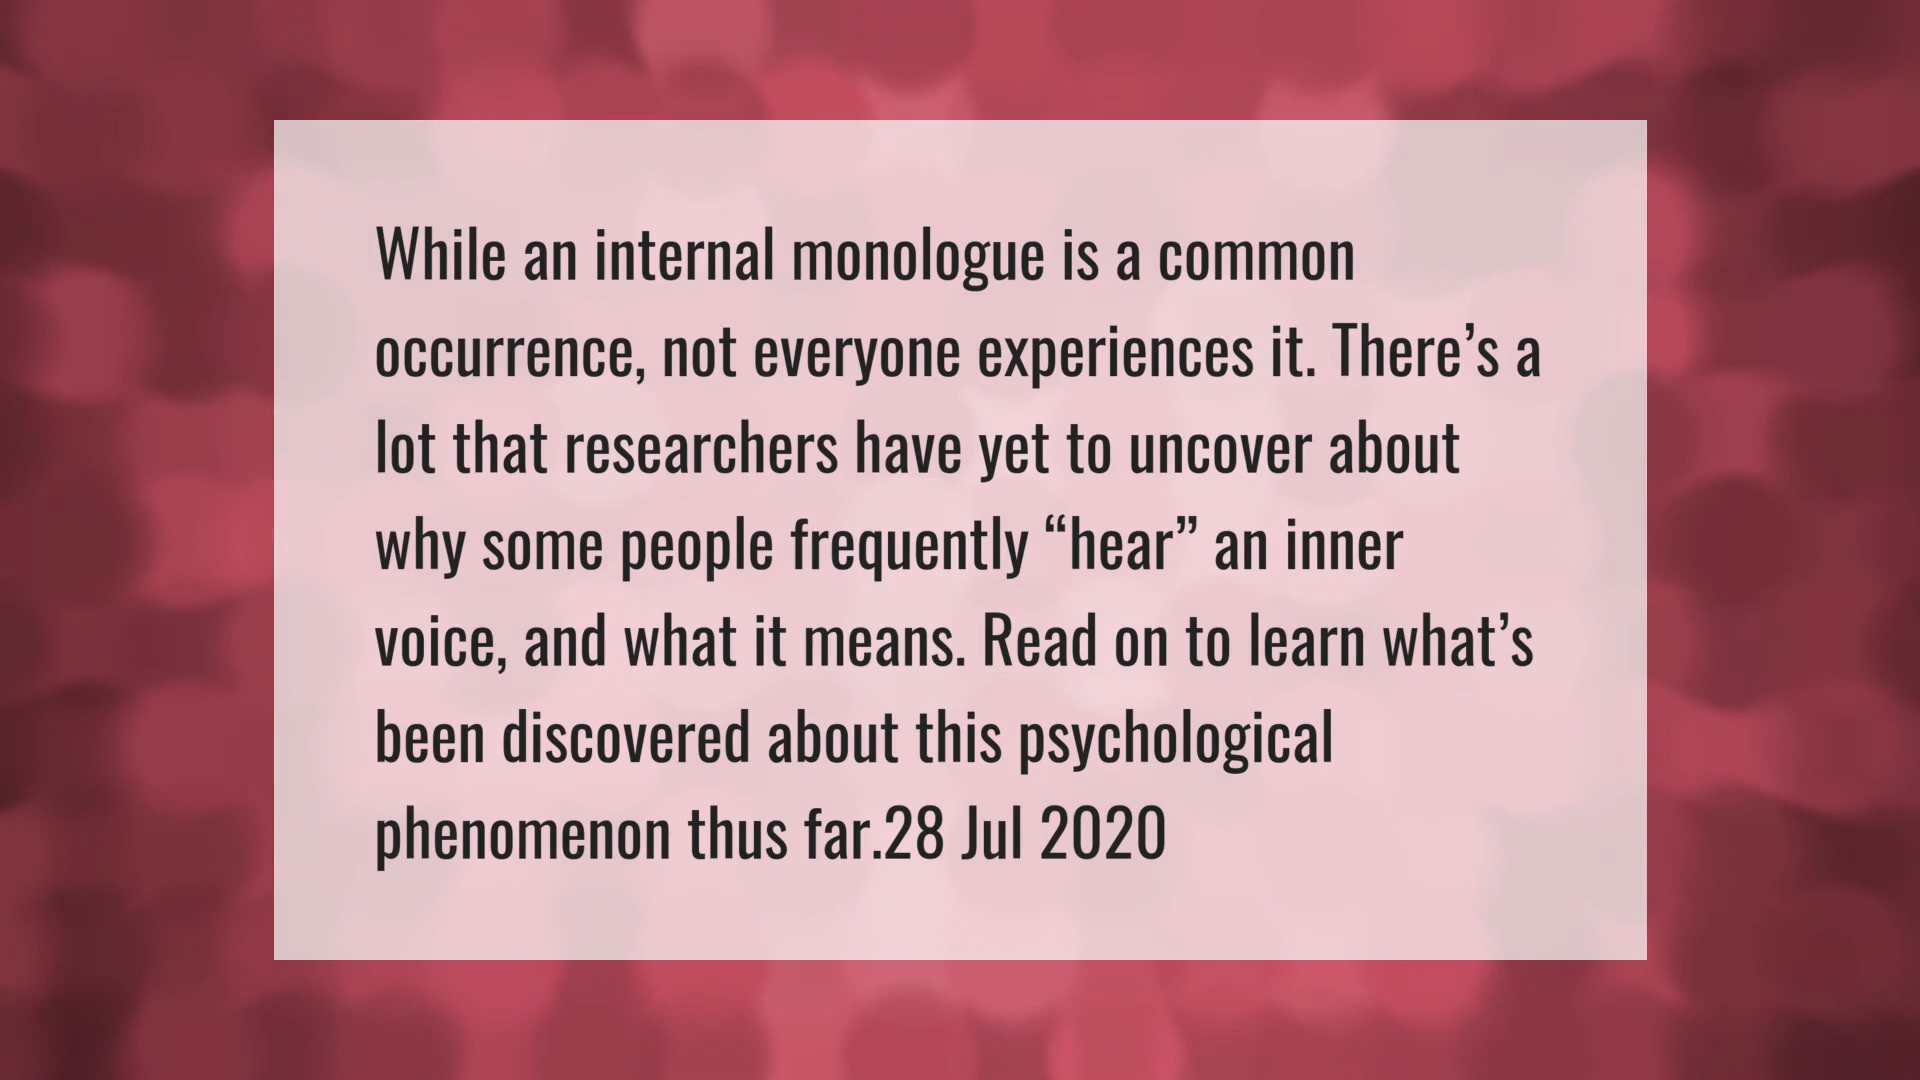 While an internal monologue is a common
occurrence, not everyone experiences it. There’s a
lot that researchers have yet to uncover about
why some people frequently “hear” an inner
voice, and what it means. Read on to learn what’s
been discovered about this psychological
phenomenon thus far.28 Jul 2020